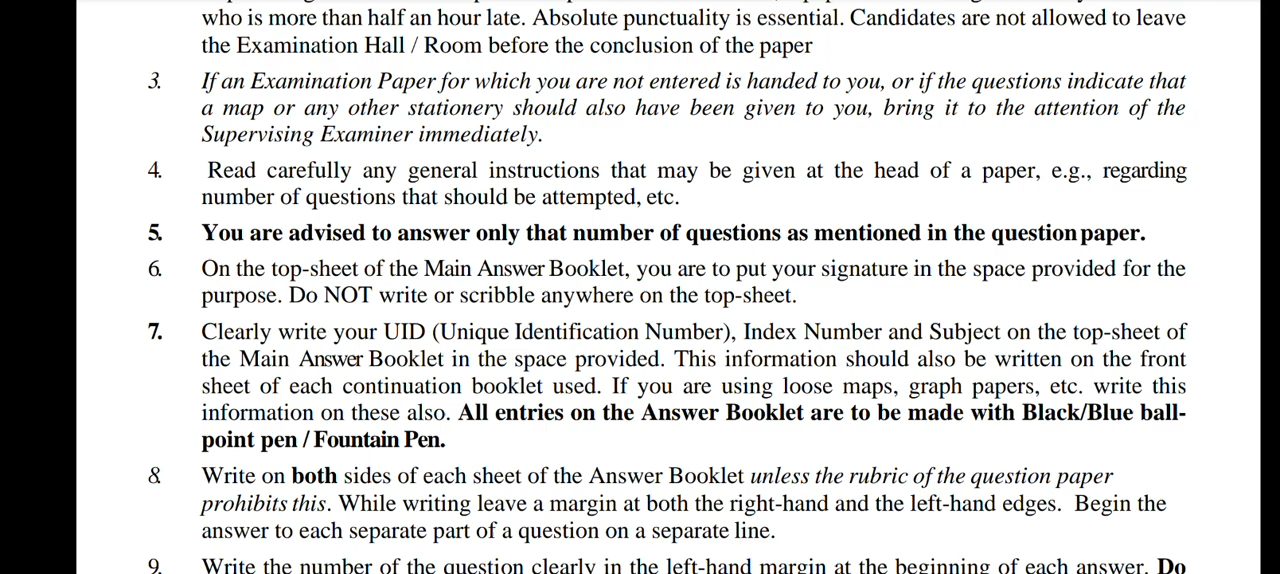 who is more than half an hour late. Absolute punctuality is essential. Candidates are not allowed to leave
the Examination Hall / Room before the conclusion of the paper
3. If an Examination Paper for which you are not entered is handed to you, or if the questions indicate that
a map or any other stationery should also have been given to you, bring it to the attention of the
Supervising Examiner immediately.
4. Read carefully any general instructions that may be given at the head of a paper, e.g., regarding
number of questions that should be attempted, etc.
5. You are advised to answer only that number of questions as mentioned in the question paper.
6. On the top-sheet of the Main Answer Booklet, you are to put your signature in the space provided for the
purpose. Do NOT write or scribble anywhere on the top-sheet.
7. Clearly write your UID (Unique Identification Number), Index Number and Subject on the top-sheet of
the Main Answer Booklet in the space provided. This information should also be written on the front
sheet of each continuation booklet used. If you are using loose maps, graph papers, etc. write this
information on these also. All entries on the Answer Booklet are to be made with Black/Blue ball-
point pen / Fountain Pen.
8. Write on both sides of each sheet of the Answer Booklet unless the rubric of the question paper
prohibits this. While writing leave a margin at both the right-hand and the left-hand edges. Begin the
answer to each separate part of a question on a separate line.
9. Write the number of the question clearly in the left-hand margin at the beginning of each answer. Do